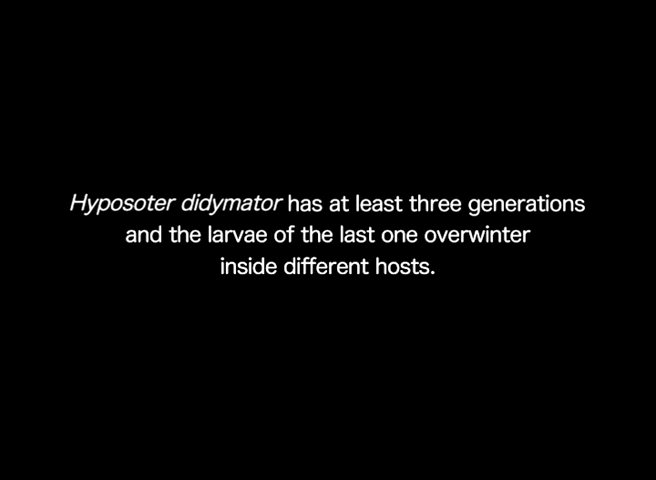 Hyposoter didymator has at least three generations
and the larvae of the last one overwinter
inside different hosts.